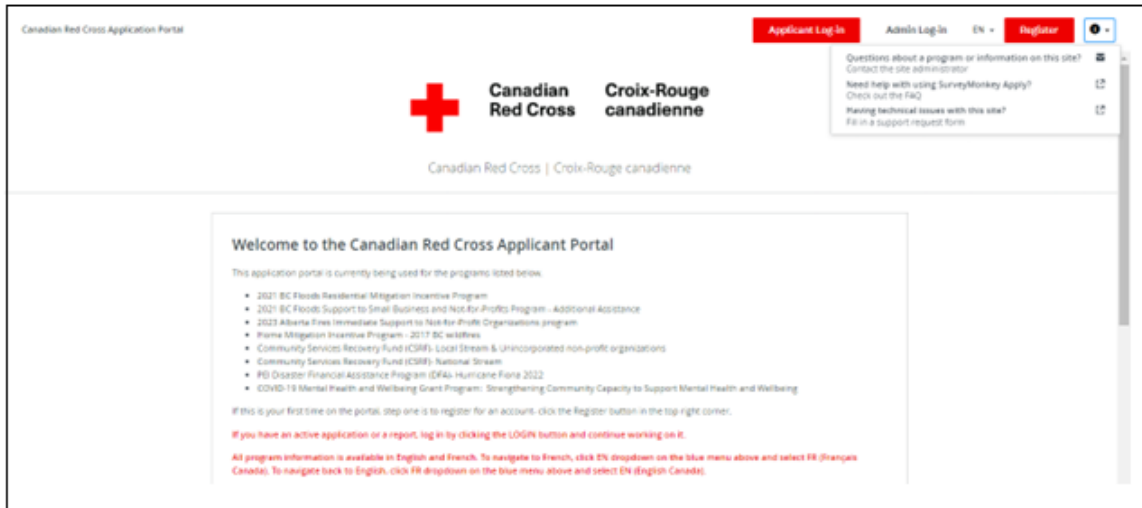 Canadian Red Cross Application Portal
Applicant Log-in
Admin Log-in
EN
Register
Questions about a program or information on this site?
Contact the site administrator
Need help with using SurveyMonkey Apply?
Check out the FAQ
Having technical issues with this site?
Fill in a support request form
Canadian Red Cross
Croix-Rouge canadienne
Canadian Red Cross | Croix-Rouge canadienne
Welcome to the Canadian Red Cross Applicant Portal
This application portal is currently being used for the programs listed below.
2021 BC Floods Residential Mitigation Incentive Program
2021 BC Floods Support to Small Business and Not-for-Profits Program - Additional Assistance
2023 Alberta Fires Immediate Support to Not-for-Profit Organizations program
Home Mitigation Incentive Program - 2017 BC wildfires
Community Services Recovery Fund (CSRF)- Local Stream & Unincorporated non-profit organizations
Community Services Recovery Fund (CSRF)- National Stream
PEI Disaster Financial Assistance Program (DFA)- Hurricane Fiona 2022
COVID-19 Mental Health and Wellbeing Grant Program: Strengthening Community Capacity to Support Mental Health and Wellbeing
If this is your first time on the portal, step one is to register for an account- click the Register button in the top right corner.
If you have an active application or a report, log in by clicking the LOGIN button and continue working on it.
All program information is available in English and French. To navigate to French, click EN dropdown on the blue menu above and select FR (Français
Canada). To navigate back to English, click FR dropdown on the blue menu above and select EN (English Canada).